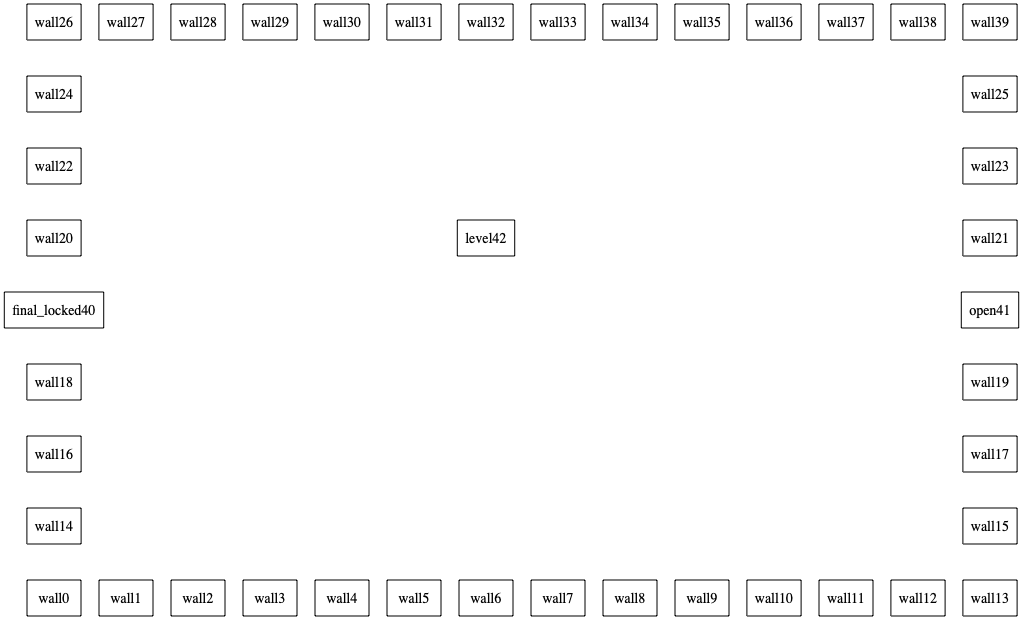 wall26 wall27 wall28 wall29 wall30 wall31 wall32 wall33 wall34 wall35 wall36 wall37 wall38 wall39
wall24 wall25
wall22 wall23
wall20 level42 wall21
final_locked40 open41
wall18 wall19
wall16 wall17
wall14 wall15
wall0 wall1 wall2 wall3 wall4 wall5 wall6 wall7 wall8 wall9 wall10 wall11 wall12 wall13